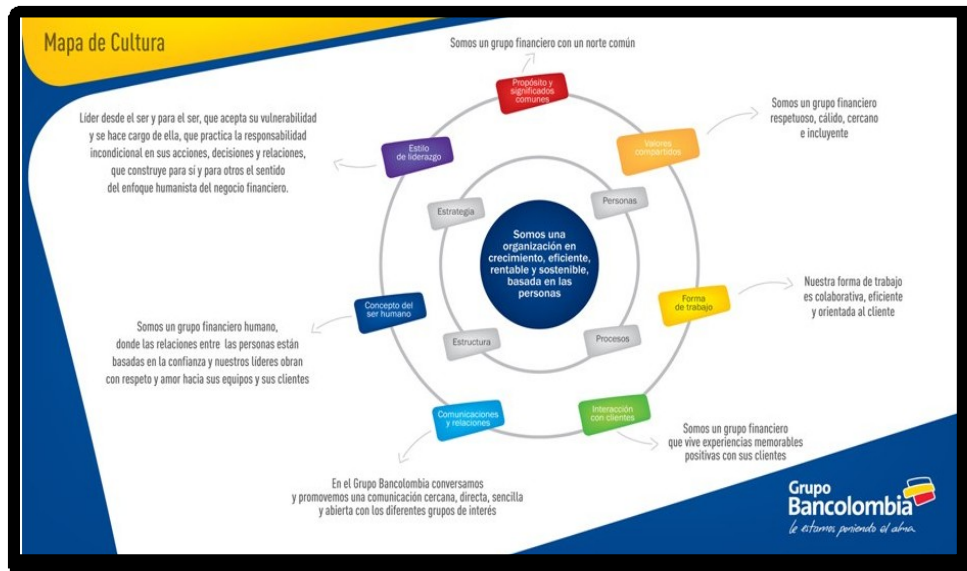 Mapa de Cultura
Somos un grupo financiero con un norte común
Propósito y
significados
comunes
Líder desde el ser y para el ser, que acepta su vulnerabilidad
y se hace cargo de ella, que practica la responsabilidad
incondicional en sus acciones, decisiones y relaciones,
que construye para sí y para otros el sentido
del enfoque humanista del negocio financiero.
Estilo
de liderazgo
Valores
compartidos
Somos un grupo financiero
respetuoso, cálido, cercano
e incluyente
Estrategia
Personas
Somos una
organización en
crecimiento, eficiente,
rentable y sostenible,
basada en las
personas
Concepto del
ser humano
Somos un grupo financiero humano,
donde las relaciones entre las personas están
basadas en la confianza y nuestros líderes obran
con respeto y amor hacia sus equipos y sus clientes
Forma
de trabajo
Nuestra forma de trabajo
es colaborativa, eficiente
y orientada al cliente
Estructura
Procesos
Comunicaciones
y relaciones
En el Grupo Bancolombia conversamos
y promovemos una comunicación cercana, directa, sencilla
y abierta con los diferentes grupos de interés
Interacción
con clientes
Somos un grupo financiero
que vive experiencias memorables
positivas con sus clientes
Grupo
Bancolombia
le estamos poniendo el alma